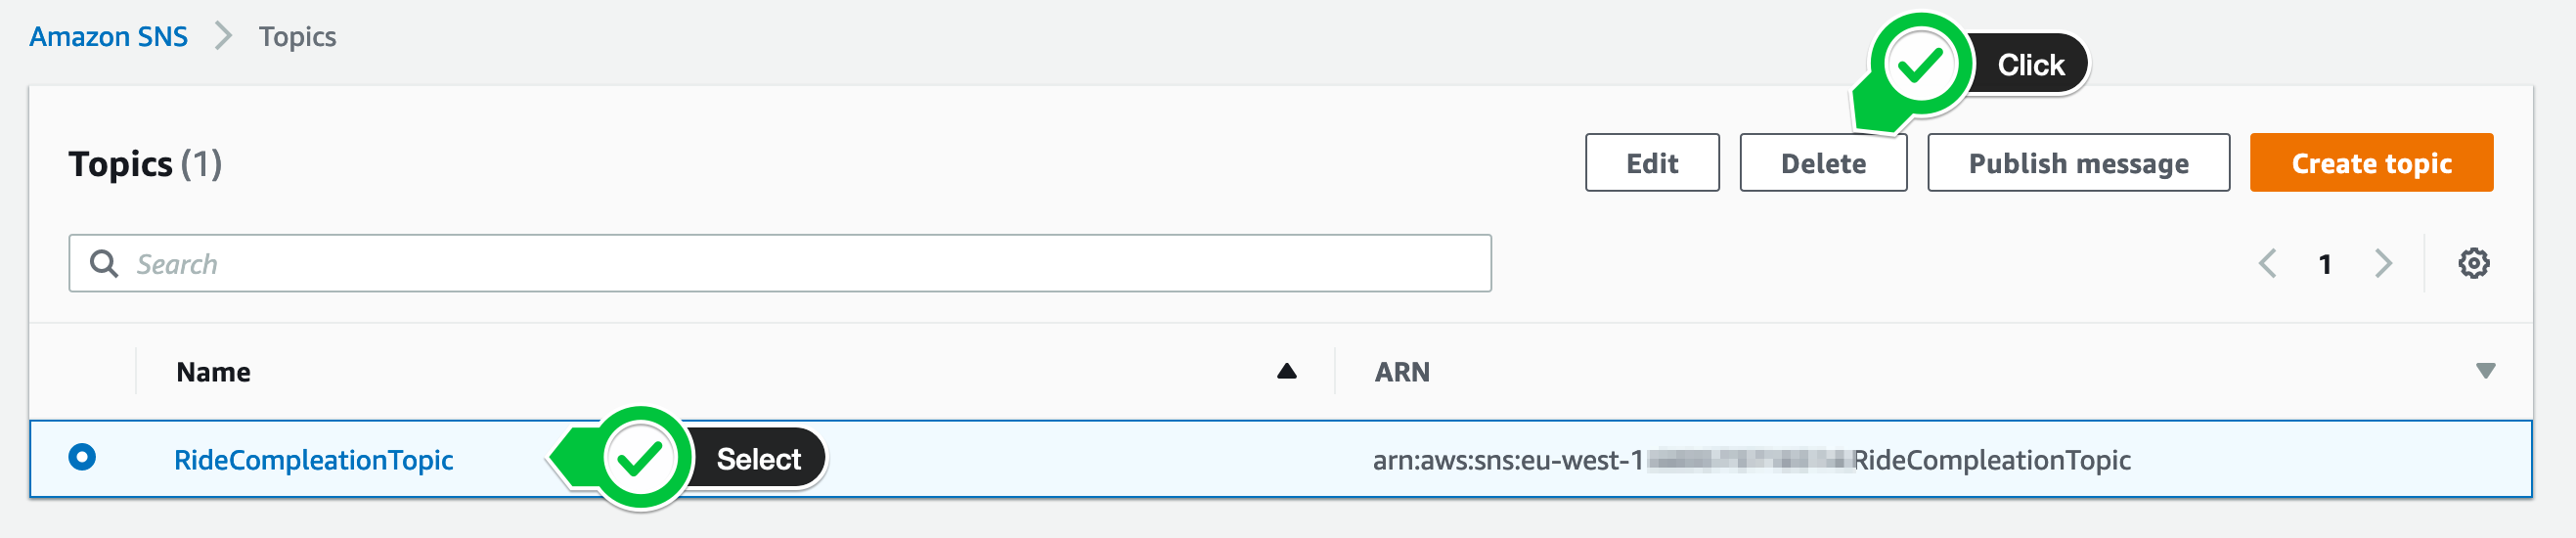 Amazon SNS > Topics
Click
Topics (1)
Edit
Delete
Publish message
Create topic
Search
1
Name
ARN
RideCompleationTopic
Select
arn:aws:sns:eu-west-1 RideCompleationTopic